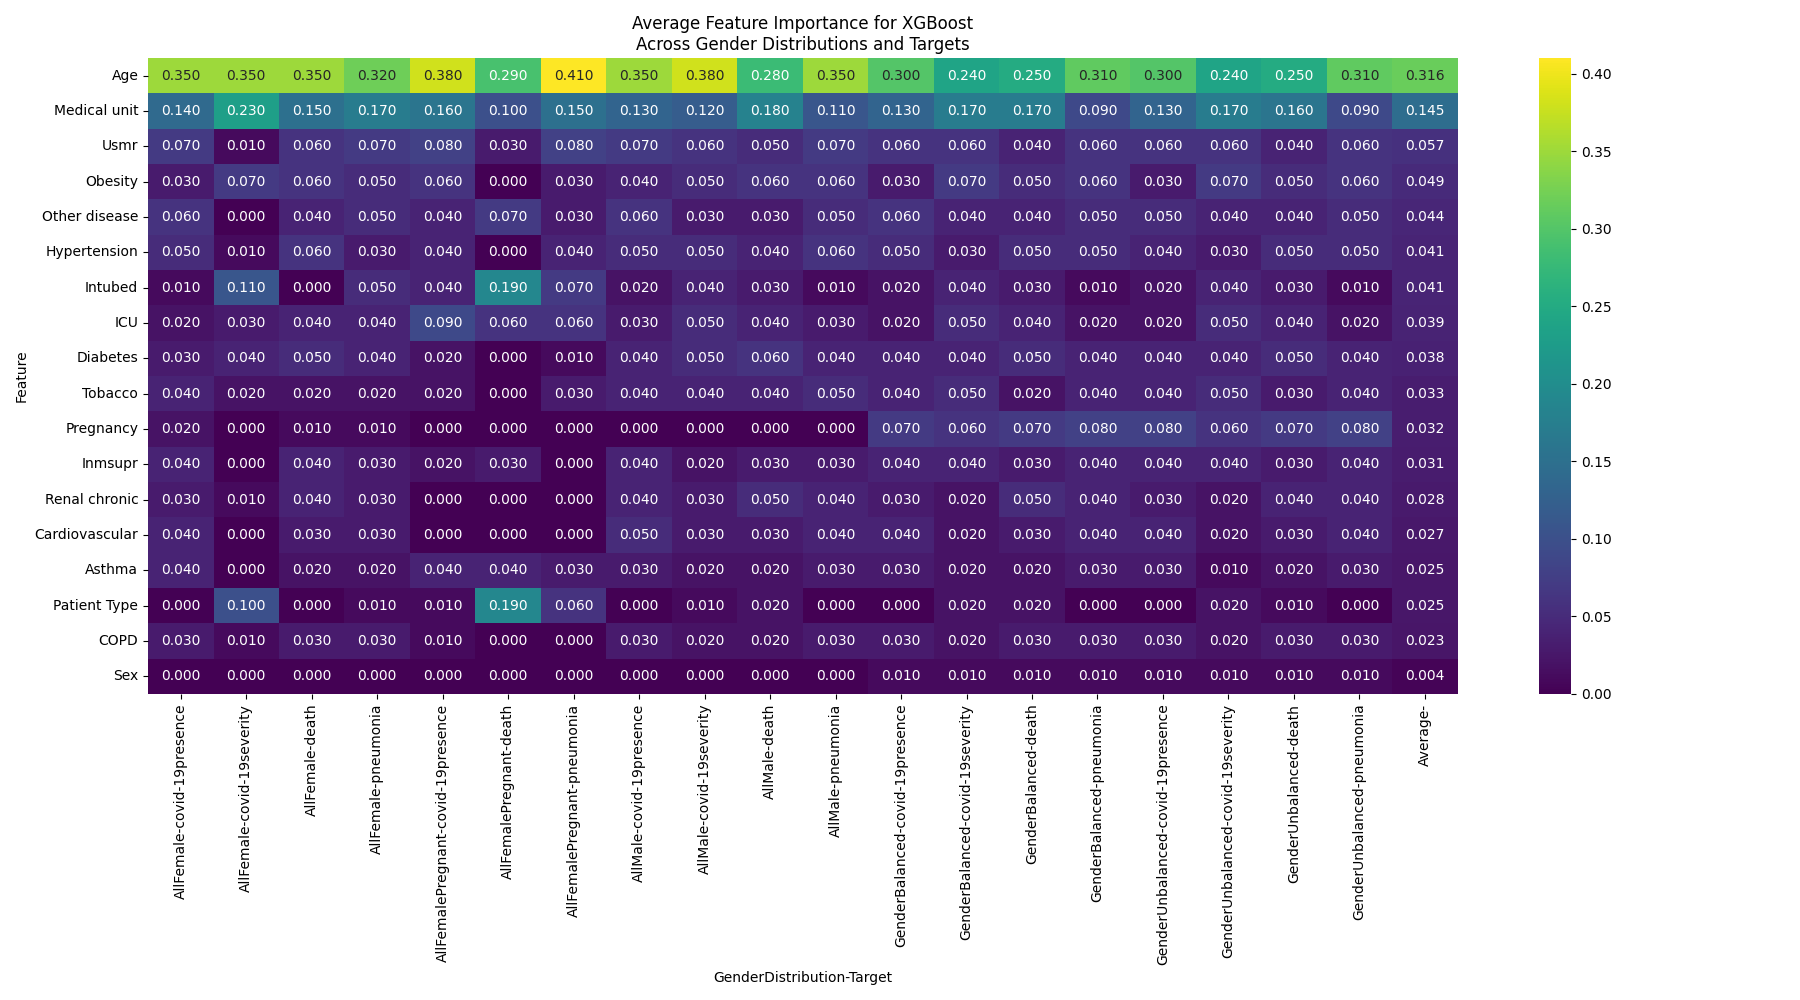 Average Feature Importance for XGBoost
Across Gender Distributions and Targets
Feature
Age 0.350 0.350 0.350 0.320 0.380 0.290 0.410 0.350 0.380 0.280 0.350 0.300 0.240 0.250 0.310 0.300 0.240 0.250 0.310 0.316
Medical unit 0.140 0.230 0.150 0.170 0.160 0.100 0.150 0.130 0.120 0.180 0.110 0.130 0.170 0.170 0.090 0.130 0.170 0.160 0.090 0.145
Usmr 0.070 0.010 0.060 0.070 0.080 0.030 0.080 0.070 0.060 0.050 0.070 0.060 0.060 0.040 0.060 0.060 0.060 0.040 0.060 0.057
Obesity 0.030 0.070 0.060 0.050 0.060 0.000 0.030 0.040 0.050 0.060 0.060 0.030 0.070 0.050 0.060 0.030 0.070 0.050 0.060 0.049
Other disease 0.060 0.000 0.040 0.050 0.040 0.070 0.030 0.060 0.030 0.030 0.050 0.060 0.040 0.040 0.050 0.050 0.040 0.040 0.050 0.044
Hypertension 0.050 0.010 0.060 0.030 0.040 0.000 0.040 0.050 0.050 0.040 0.060 0.050 0.030 0.050 0.050 0.040 0.030 0.050 0.050 0.041
Intubed 0.010 0.110 0.000 0.050 0.040 0.190 0.070 0.020 0.040 0.030 0.010 0.020 0.040 0.030 0.010 0.020 0.040 0.030 0.010 0.041
ICU 0.020 0.030 0.040 0.040 0.090 0.060 0.060 0.030 0.050 0.040 0.030 0.020 0.050 0.040 0.020 0.020 0.050 0.040 0.020 0.039
Diabetes 0.030 0.040 0.050 0.040 0.020 0.000 0.010 0.040 0.050 0.060 0.040 0.040 0.040 0.050 0.040 0.040 0.040 0.050 0.040 0.038
Tobacco 0.040 0.020 0.020 0.020 0.020 0.000 0.030 0.040 0.040 0.040 0.050 0.040 0.050 0.020 0.040 0.040 0.050 0.030 0.040 0.033
Pregnancy 0.020 0.000 0.010 0.010 0.000 0.000 0.000 0.000 0.000 0.000 0.000 0.070 0.060 0.070 0.080 0.080 0.060 0.070 0.080 0.032
Inmsupr 0.040 0.000 0.040 0.030 0.020 0.030 0.000 0.040 0.020 0.030 0.030 0.040 0.040 0.030 0.040 0.040 0.040 0.030 0.040 0.031
Renal chronic 0.030 0.010 0.040 0.030 0.000 0.000 0.000 0.040 0.030 0.050 0.040 0.030 0.020 0.050 0.040 0.030 0.020 0.040 0.040 0.028
Cardiovascular 0.040 0.000 0.030 0.030 0.000 0.000 0.000 0.050 0.030 0.030 0.040 0.040 0.020 0.030 0.040 0.040 0.020 0.030 0.040 0.027
Asthma 0.040 0.000 0.020 0.020 0.040 0.040 0.030 0.030 0.020 0.020 0.030 0.030 0.020 0.020 0.030 0.030 0.010 0.020 0.030 0.025
Patient Type 0.000 0.100 0.000 0.010 0.010 0.190 0.060 0.000 0.010 0.020 0.000 0.000 0.020 0.020 0.000 0.000 0.020 0.010 0.000 0.025
COPD 0.030 0.010 0.030 0.030 0.010 0.000 0.000 0.030 0.020 0.020 0.030 0.030 0.020 0.030 0.030 0.030 0.020 0.030 0.030 0.023
Sex 0.000 0.000 0.000 0.000 0.000 0.000 0.000 0.000 0.000 0.000 0.000 0.010 0.010 0.010 0.010 0.010 0.010 0.010 0.010 0.004
AllFemale-covid-19presence
AllFemale-covid-19severity
AllFemale-death
AllFemale-pneumonia
AllFemalePregnant-covid-19presence
AllFemalePregnant-death
AllFemalePregnant-pneumonia
AllMale-covid-19presence
AllMale-covid-19severity
AllMale-death
AllMale-pneumonia
GenderBalanced-covid-19presence
GenderBalanced-covid-19severity
GenderBalanced-death
GenderBalanced-pneumonia
GenderUnbalanced-covid-19presence
GenderUnbalanced-covid-19severity
GenderUnbalanced-death
GenderUnbalanced-pneumonia
Average-
GenderDistribution-Target
0.40
0.35
0.30
0.25
0.20
0.15
0.10
0.05
0.00